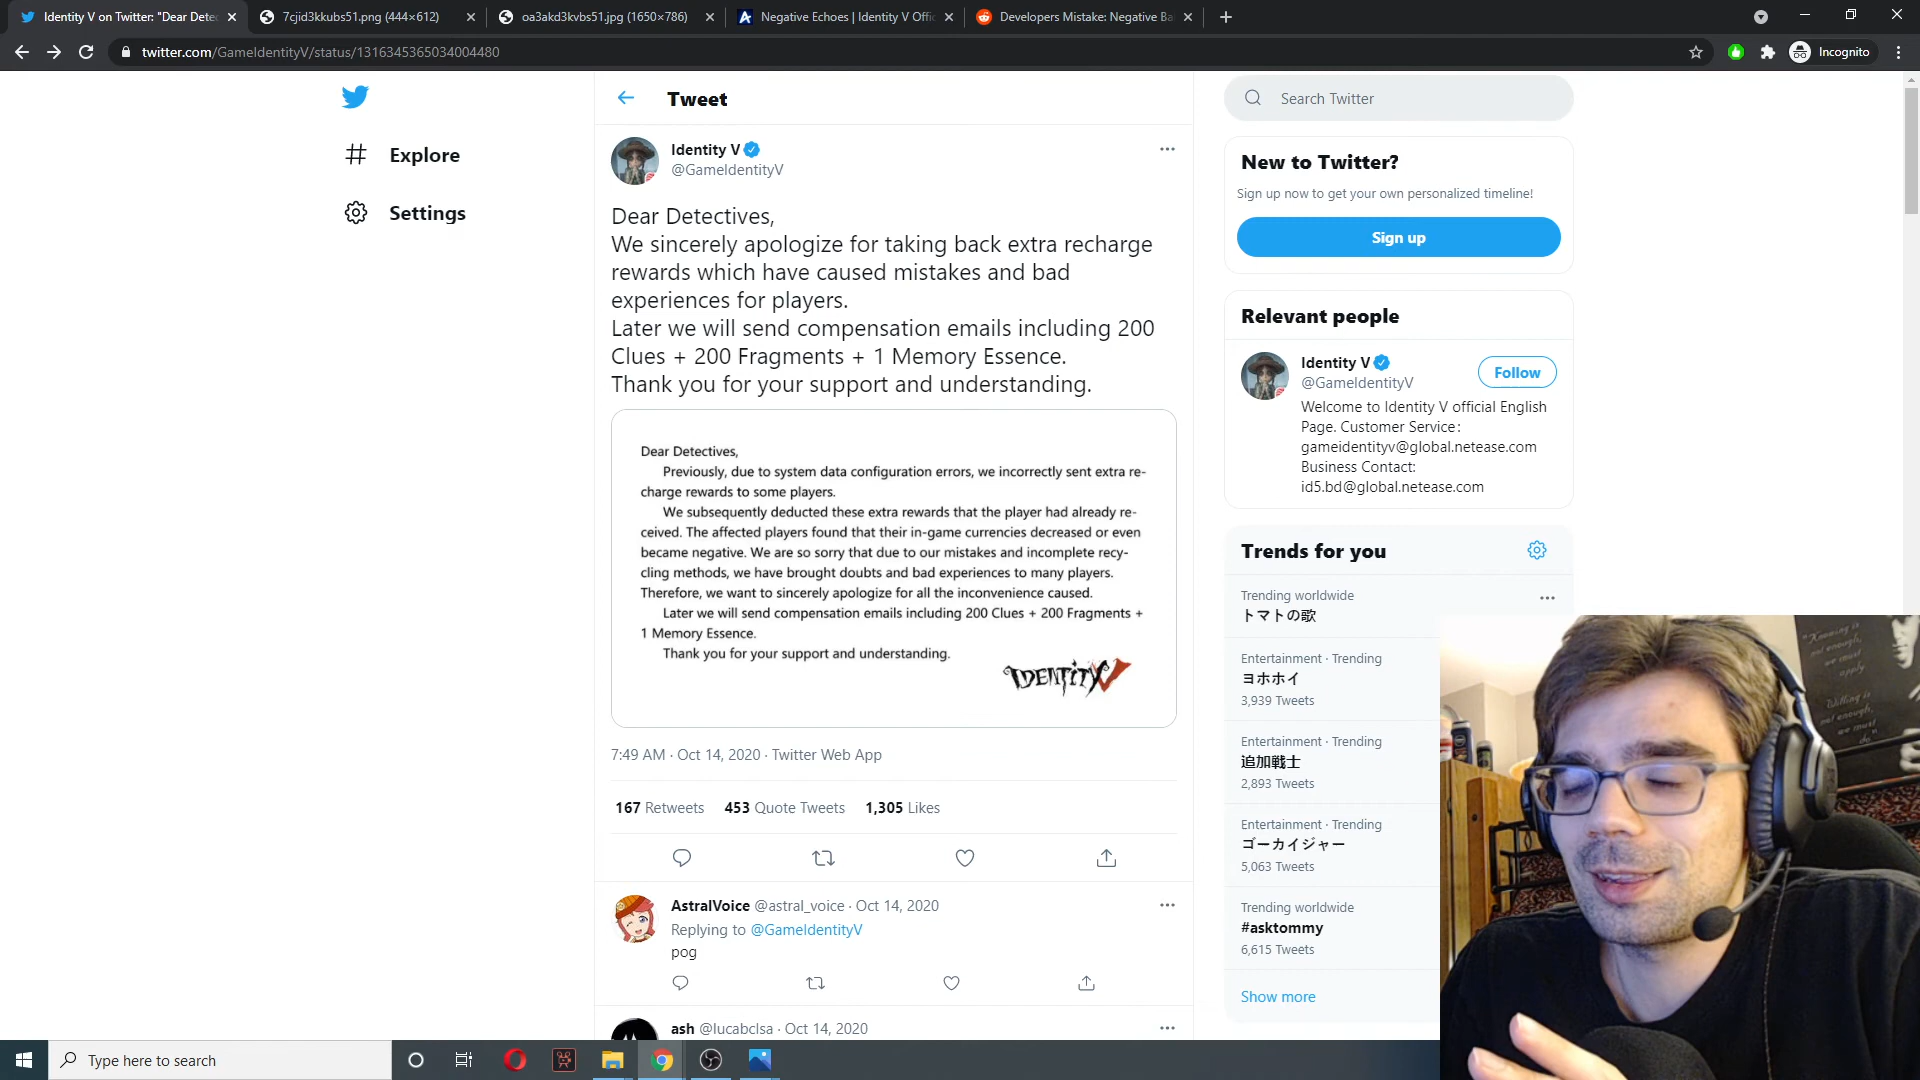 Identity V on Twitter: "Dear Dete
7cjid3kkubs51.png (444×612)
oa3akd3kvbs51.jpg (1650×786)
Negative Echoes | Identity V Offic
Developers Mistake: Negative Ba
twitter.com/GameIdentityV/status/1316345365034004480
Incognito
Explore
Settings
Tweet
Identity V
@GameIdentityV
Dear Detectives,
We sincerely apologize for taking back extra recharge
rewards which have caused mistakes and bad
experiences for players.
Later we will send compensation emails including 200
Clues + 200 Fragments + 1 Memory Essence.
Thank you for your support and understanding.
Dear Detectives,
Previously, due to system data configuration errors, we incorrectly sent extra re-
charge rewards to some players.
We subsequently deducted these extra rewards that the player had already re-
ceived. The affected players found that their in-game currencies decreased or even
became negative. We are so sorry that due to our mistakes and incomplete recy-
cling methods, we have brought doubts and bad experiences to many players.
Therefore, we want to sincerely apologize for all the inconvenience caused.
Later we will send compensation emails including 200 Clues + 200 Fragments +
1 Memory Essence.
Thank you for your support and understanding.
IDENTITY V
7:49 AM · Oct 14, 2020 · Twitter Web App
167 Retweets 453 Quote Tweets 1,305 Likes
AstralVoice @astral_voice · Oct 14, 2020
Replying to @GameIdentityV
pog
ash @lucabclsa · Oct 14, 2020
Search Twitter
New to Twitter?
Sign up now to get your own personalized timeline!
Sign up
Relevant people
Identity V
@GameIdentityV
Follow
Welcome to Identity V official English
Page. Customer Service:
gameidentityv@global.netease.com
Business Contact:
id5.bd@global.netease.com
Trends for you
Trending worldwide
トマトの歌
Entertainment · Trending
ヨホホイ
3,939 Tweets
Entertainment · Trending
追加戦士
2,893 Tweets
Entertainment · Trending
ゴーカイジャー
5,063 Tweets
Trending worldwide
#asktommy
6,615 Tweets
Show more
"Knowing is
not enough,
we must
apply.
Willing is
not enough,
we must
do."
Type here to search